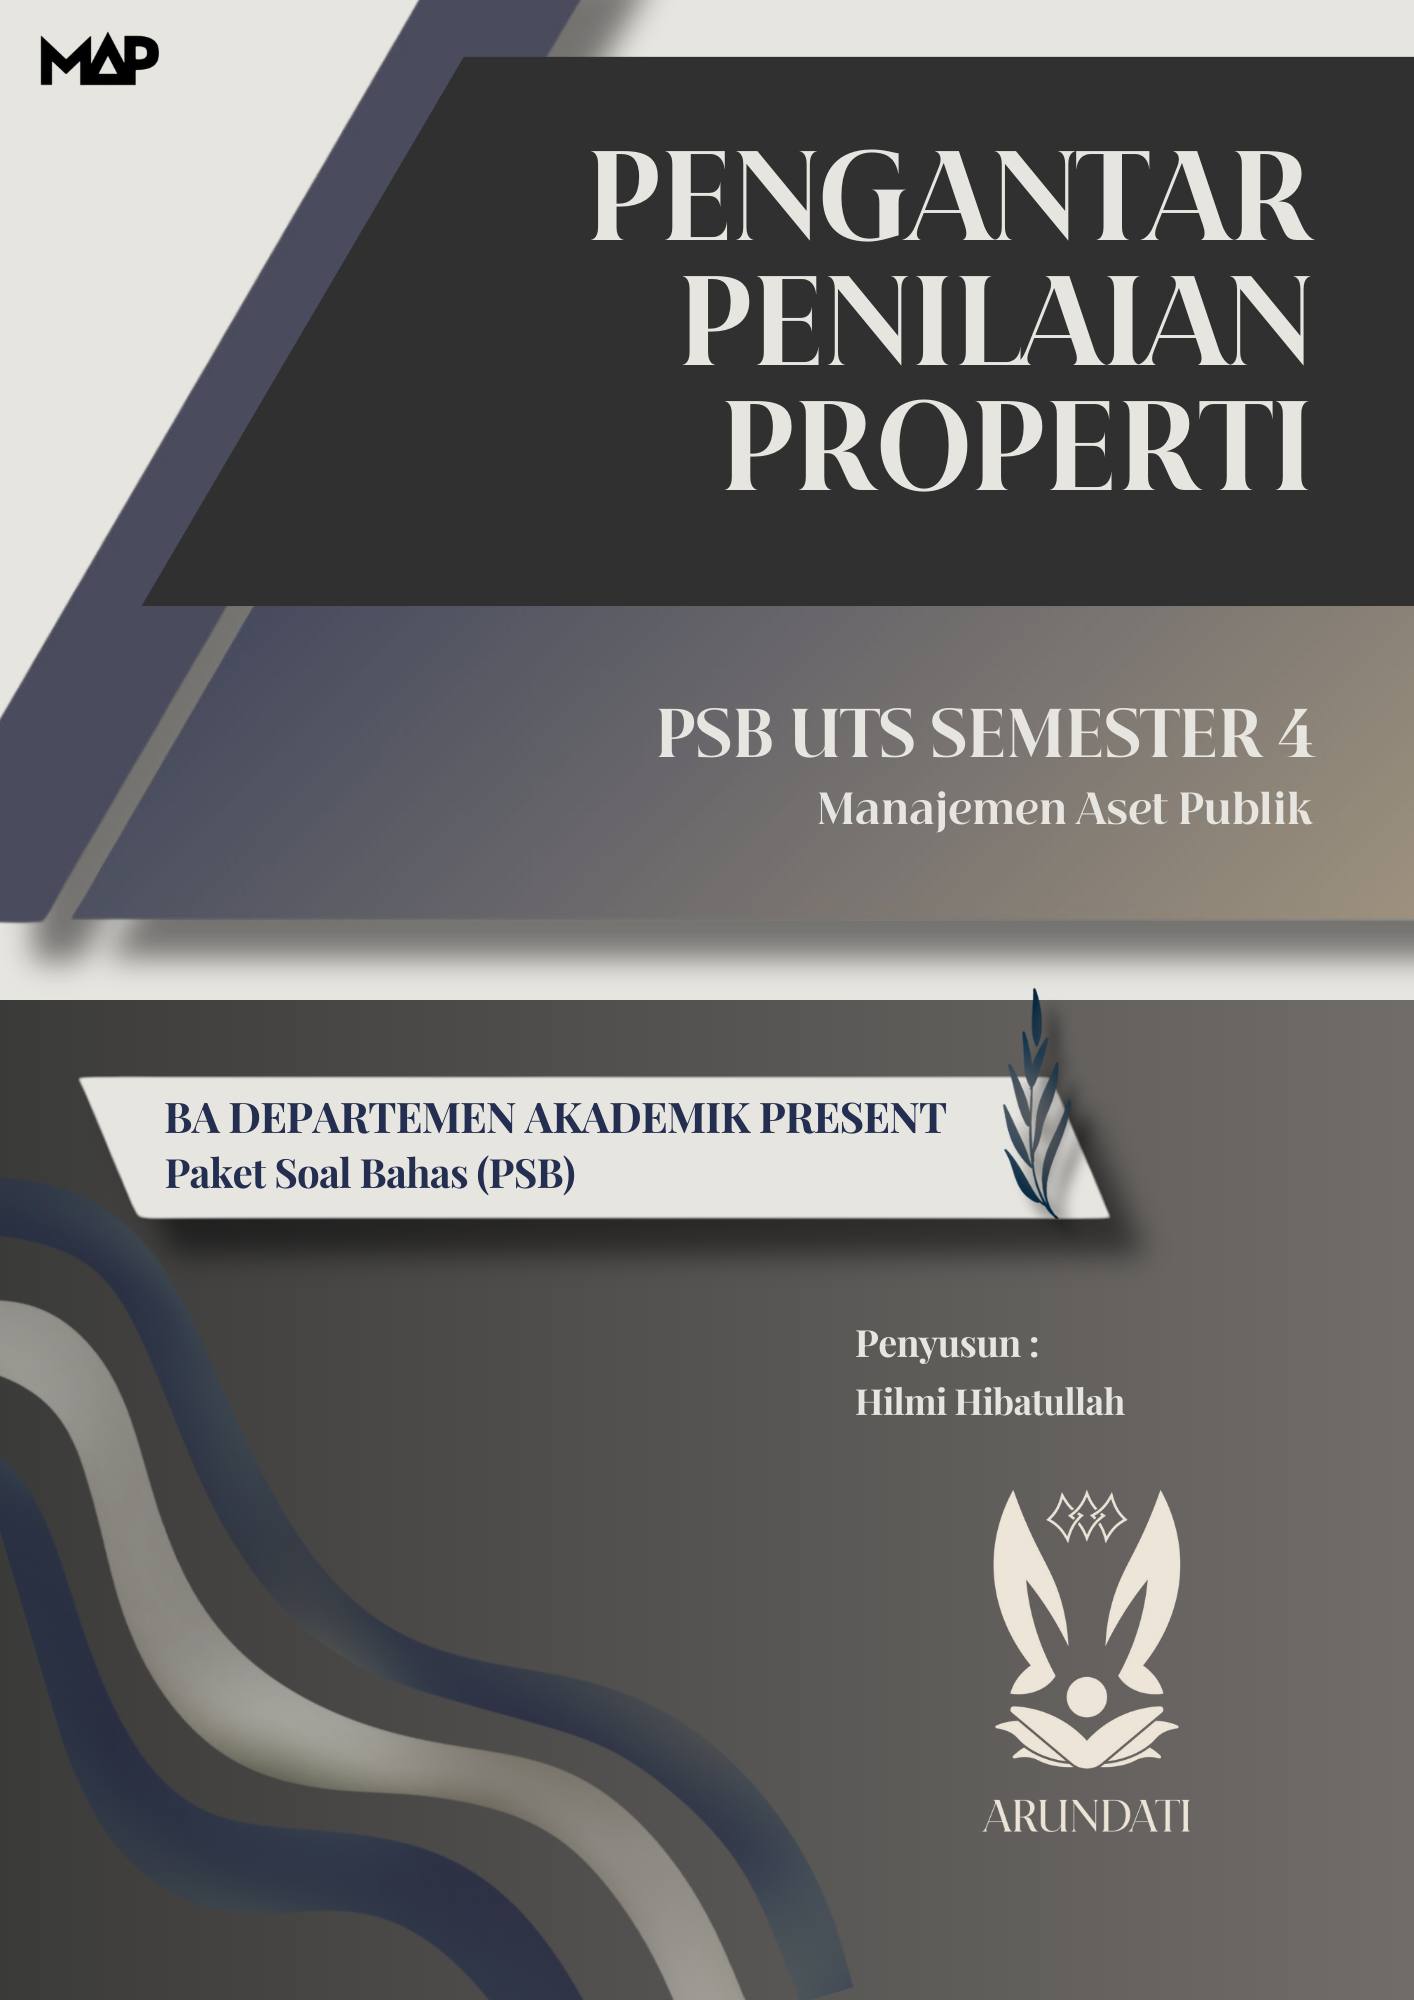 MAP
PENGANTAR
PENILAIAN
PROPERTI
PSB UTS SEMESTER 4
Manajemen Aset Publik
BA DEPARTEMEN AKADEMIK PRESENT
Paket Soal Bahas (PSB)
Penyusun :
Hilmi Hibatullah
ARUNDATI